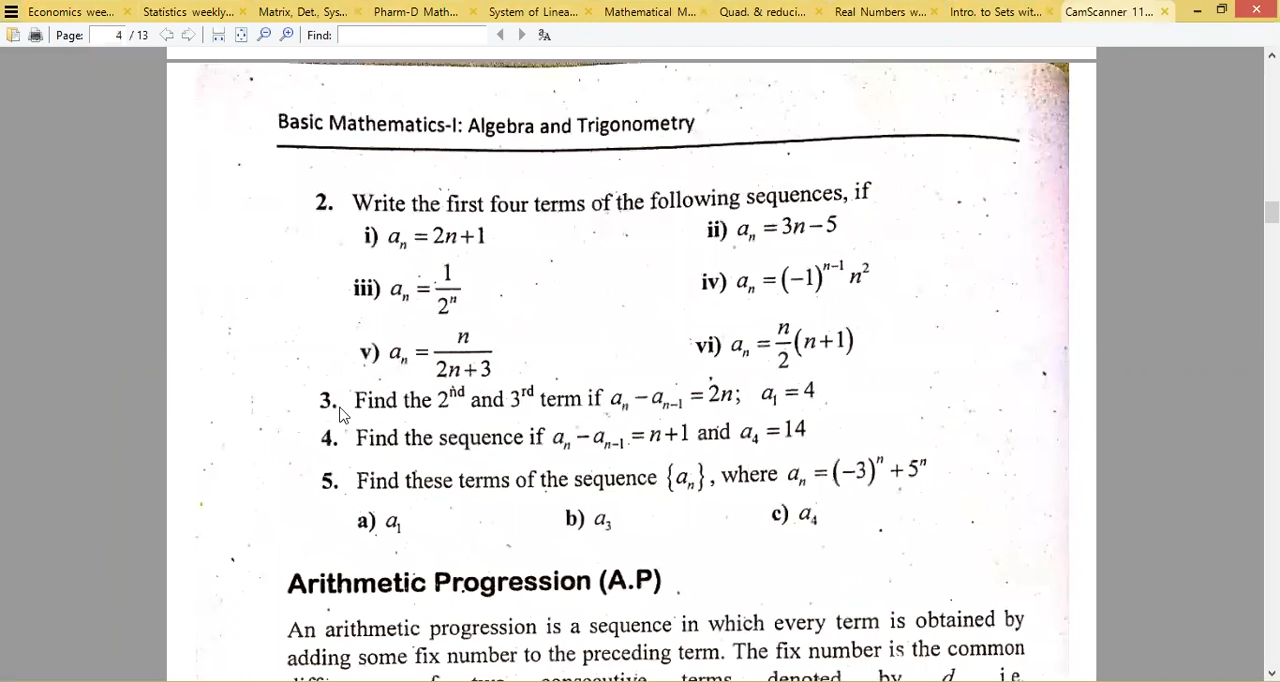 Economics wee... Statistics weekly... Matrix, Det., Sys... Pharm-D Math... System of Linea... Mathematical M... Quad. & reduci... Real Numbers w... Intro. to Sets wit... CamScanner 11...
Page: 4 / 13 Find:
Basic Mathematics-I: Algebra and Trigonometry
2. Write the first four terms of the following sequences, if
i) aₙ = 2n+1 ii) aₙ = 3n−5
iii) aₙ = 1/2ⁿ iv) aₙ = (−1)ⁿ⁻¹ n²
v) aₙ = n/(2n+3) vi) aₙ = n/2 (n+1)
3. Find the 2ⁿᵈ and 3ʳᵈ term if aₙ − aₙ₋₁ = 2n; a₁ = 4
4. Find the sequence if aₙ − aₙ₋₁ = n+1 and a₄ = 14
5. Find these terms of the sequence {aₙ}, where aₙ = (−3)ⁿ + 5ⁿ
a) a₁ b) a₃ c) a₄
Arithmetic Progression (A.P)
An arithmetic progression is a sequence in which every term is obtained by
adding some fix number to the preceding term. The fix number is the common
terms denoted by d i.e.